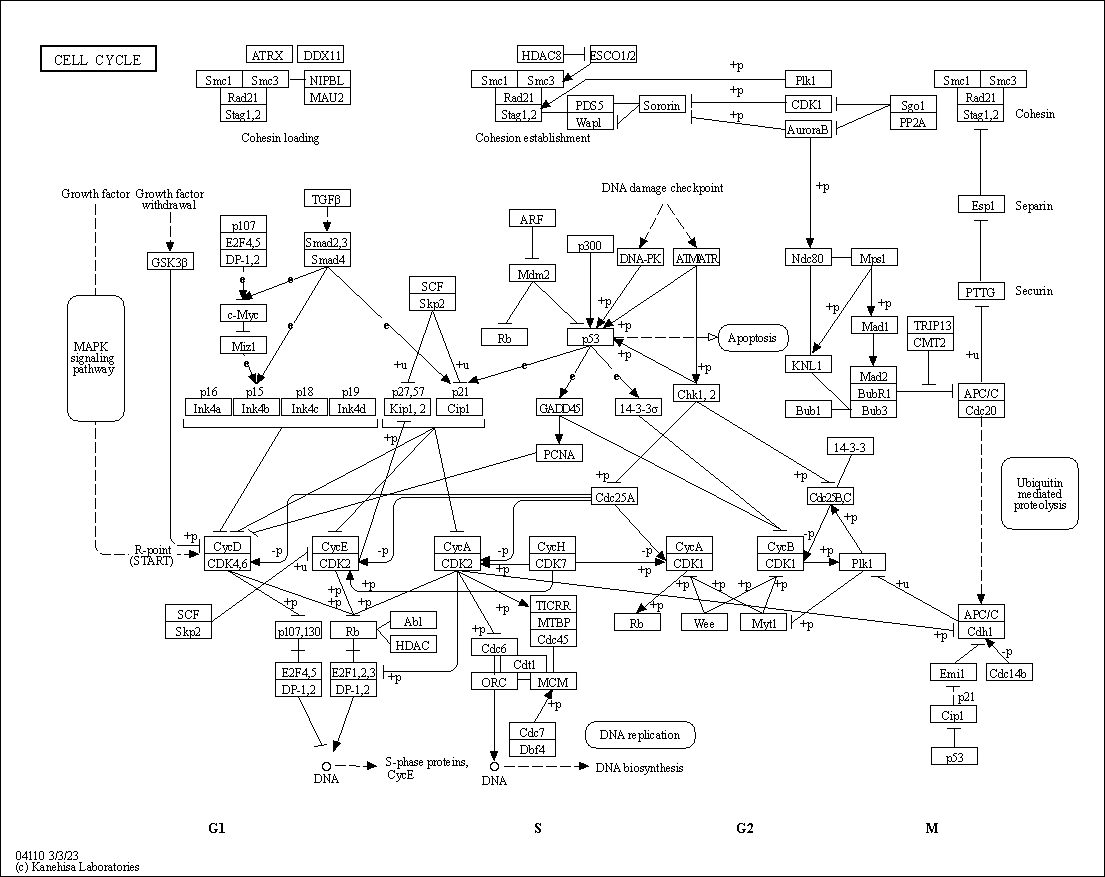 CELL CYCLE
ATRX
DDX11
Smc1
Smc3
NIPBL
Rad21
MAU2
Stag1,2
Cohesin loading
HDAC8
ESCO1/2
Smc1
Smc3
Rad21
Stag1,2
PDS5
Wapl
Sororin
Cohesion establishment
+p
Plk1
+p
CDK1
+p
AuroraB
Sgo1
PP2A
Smc1
Smc3
Rad21
Stag1,2
Cohesin
Growth factor
Growth factor
withdrawal
TGFβ
DNA damage checkpoint
+p
Esp1
Separin
p107
E2F4,5
DP-1,2
Smad2,3
Smad4
ARF
p300
GSK3β
Mdm2
DNA-PK
ATMATR
Ndc80
Mps1
e
e
SCF
Skp2
PTTG
Securin
c-Myc
+p
+p
+p
+p
Mad1
TRIP13
CMT2
MAPK
signaling
pathway
Miz1
e
e
e
Rb
p53
Apoptosis
+p
+u
+u
+u
e
e
e
+p
KNL1
Mad2
BubR1
Bub3
Bub1
APC/C
Cdc20
p16
p15
p18
p19
Ink4a
Ink4b
Ink4c
Ink4d
p27,57
p21
Kip1, 2
Cip1
GADD45
14-3-3σ
Chk1, 2
+p
PCNA
14-3-3
+p
+p
Cdc25A
Cdc25B,C
Ubiquitin
mediated
proteolysis
+p
R-point
(START)
CycD
CDK4,6
-p
CycE
CDK2
-p
CycA
CDK2
-p
+p
CycH
CDK7
-p
+p
CycA
CDK1
CycB
CDK1
-p
+p
+p
Plk1
+u
+u
+p
+p
+p
+p
+p
+p
+p
+p
SCF
Skp2
p107,130
Rb
Abl
HDAC
+p
TICRR
MTBP
Cdc45
Rb
Wee
Myt1
+p
+p
APC/C
Cdh1
-p
Cdc6
Cdt1
ORC
MCM
E2F4,5
DP-1,2
E2F1,2,3
DP-1,2
+p
+p
Emi1
Cdc14b
p21
Cip1
Cdc7
Dbf4
DNA replication
p53
DNA
S-phase proteins,
CycE
DNA
DNA biosynthesis
G1
S
G2
M
04110 3/3/23
(c) Kanehisa Laboratories